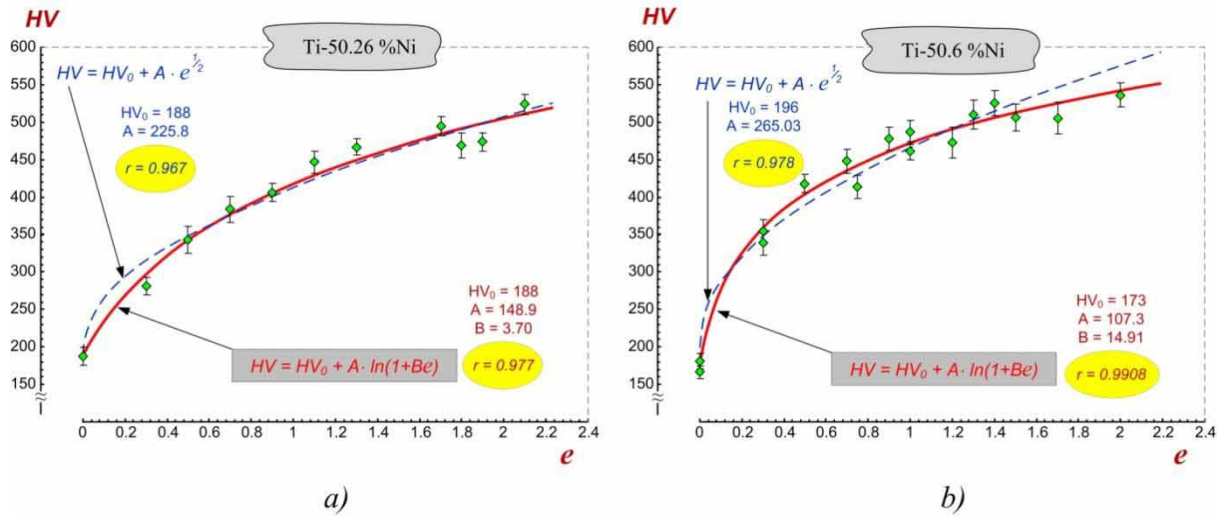 HV
Ti-50.26 %Ni
600
550
500
450
400
350
300
250
200
150
HV = HV₀ + A · e^½
HV₀ = 188
A = 225.8
r = 0.967
HV₀ = 188
A = 148.9
B = 3.70
HV = HV₀ + A· ln(1+Be)
r = 0.977
0 0.2 0.4 0.6 0.8 1 1.2 1.4 1.6 1.8 2 2.2 2.4
e
a)
HV
Ti-50.6 %Ni
600
550
500
450
400
350
300
250
200
150
HV = HV₀ + A · e^½
HV₀ = 196
A = 265.03
r = 0.978
HV₀ = 173
A = 107.3
B = 14.91
HV = HV₀ + A· ln(1+Be)
r = 0.9908
0 0.2 0.4 0.6 0.8 1 1.2 1.4 1.6 1.8 2 2.2 2.4
e
b)